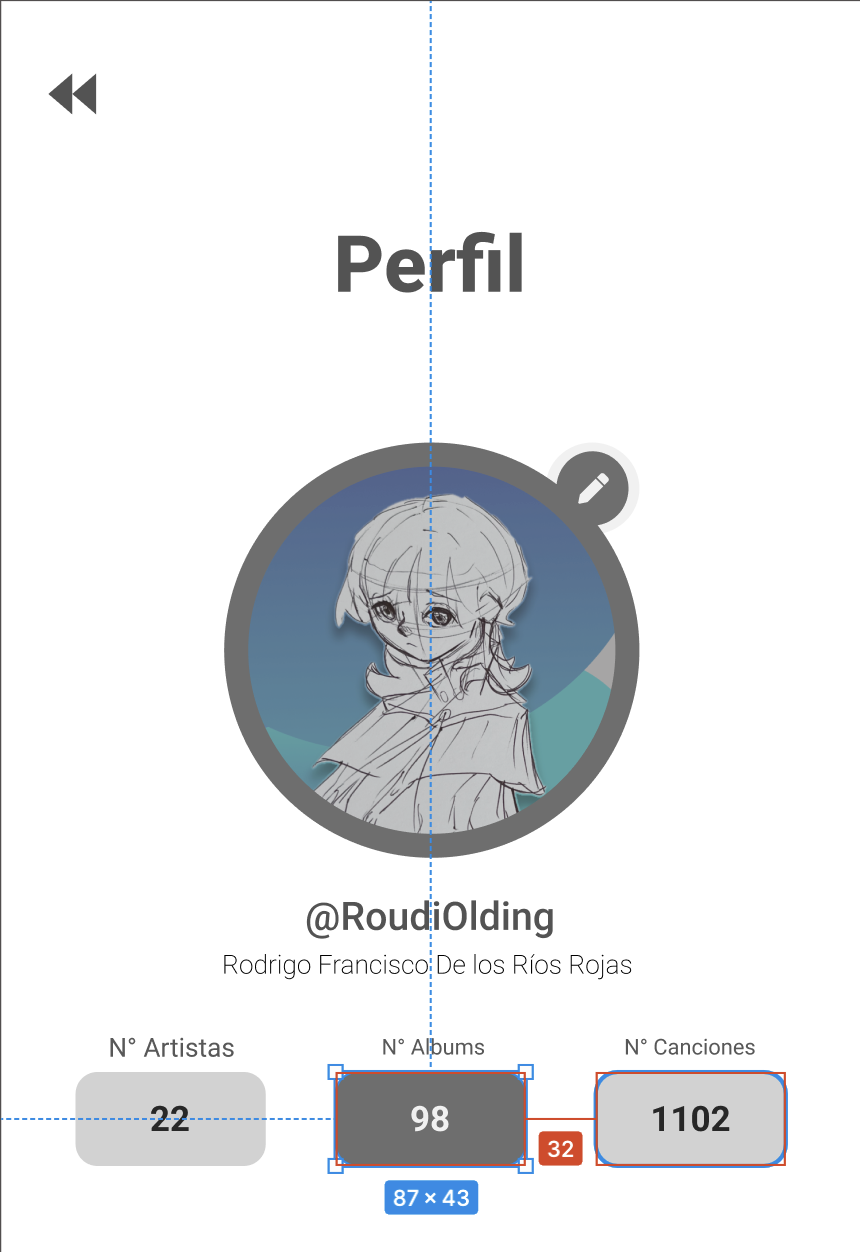 Perfil
@RoudiOlding
Rodrigo Francisco De los Ríos Rojas
N° Artistas N° Albums N° Canciones
22 98 1102
32
87 × 43